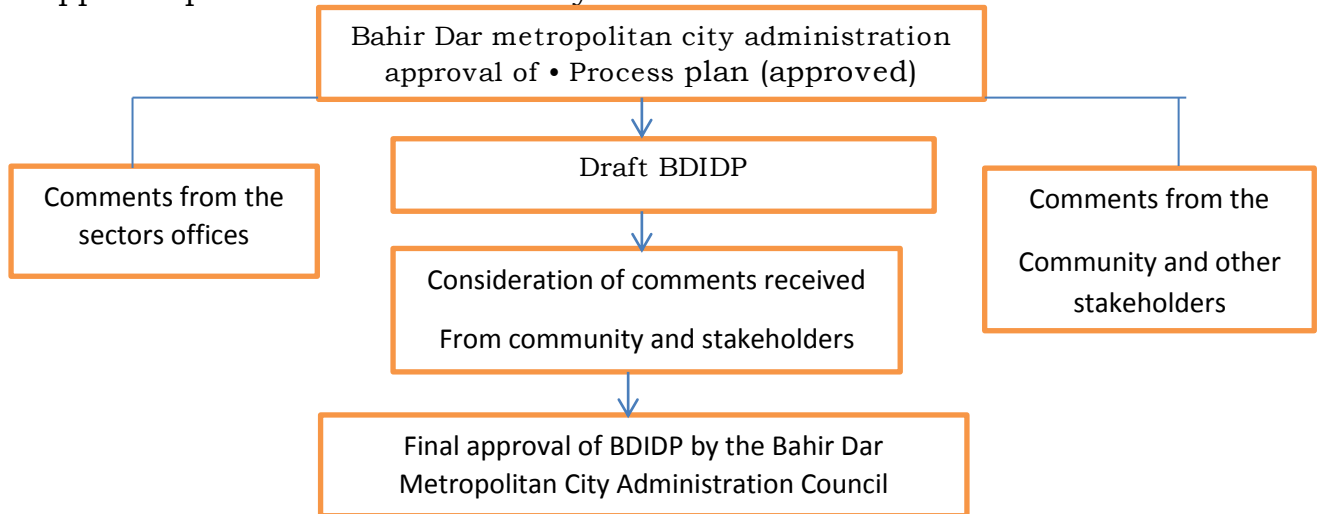 Bahir Dar metropolitan city administration
approval of • Process plan (approved)
Draft BDIDP
Comments from the
sectors offices
Consideration of comments received
From community and stakeholders
Comments from the
Community and other
stakeholders
Final approval of BDIDP by the Bahir Dar
Metropolitan City Administration Council